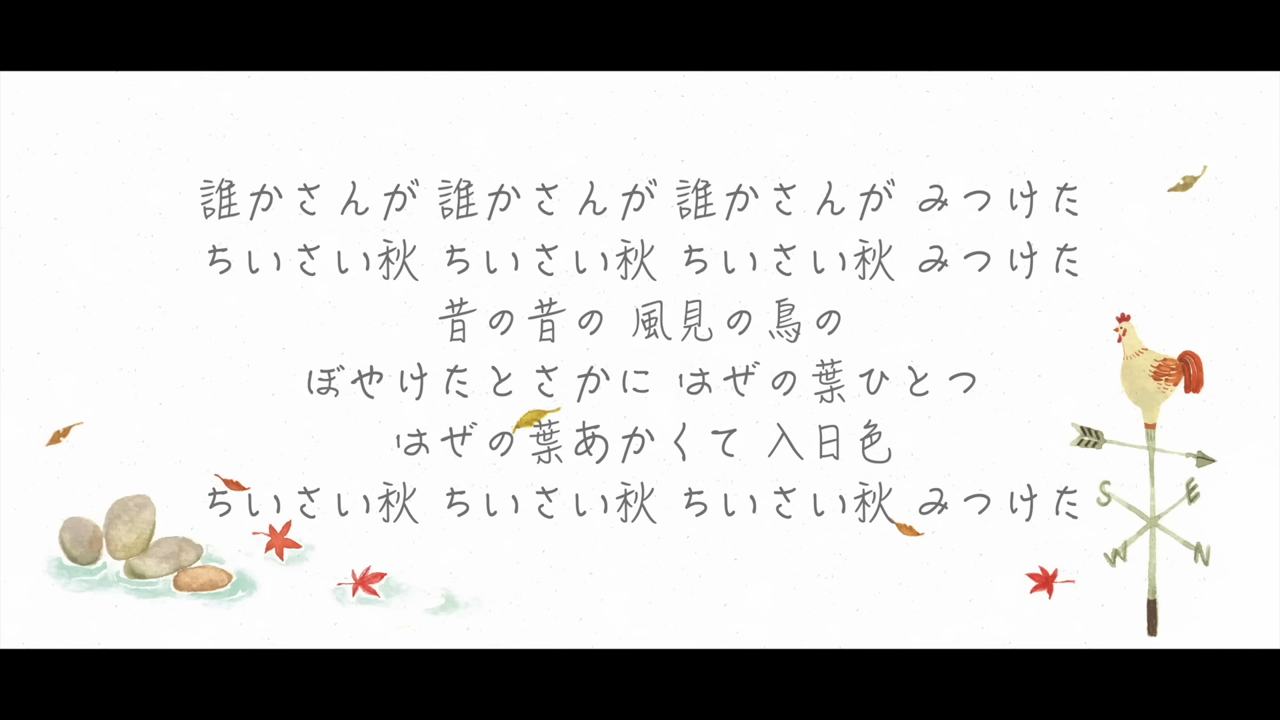 誰かさんが 誰かさんが 誰かさんが みつけた
ちいさい秋 ちいさい秋 ちいさい秋 みつけた
昔の昔の 風見の鳥の
ぼやけたとさかに はぜの葉ひとつ
はぜの葉あかくて 入日色
ちいさい秋 ちいさい秋 ちいさい秋 みつけた
S E
W N